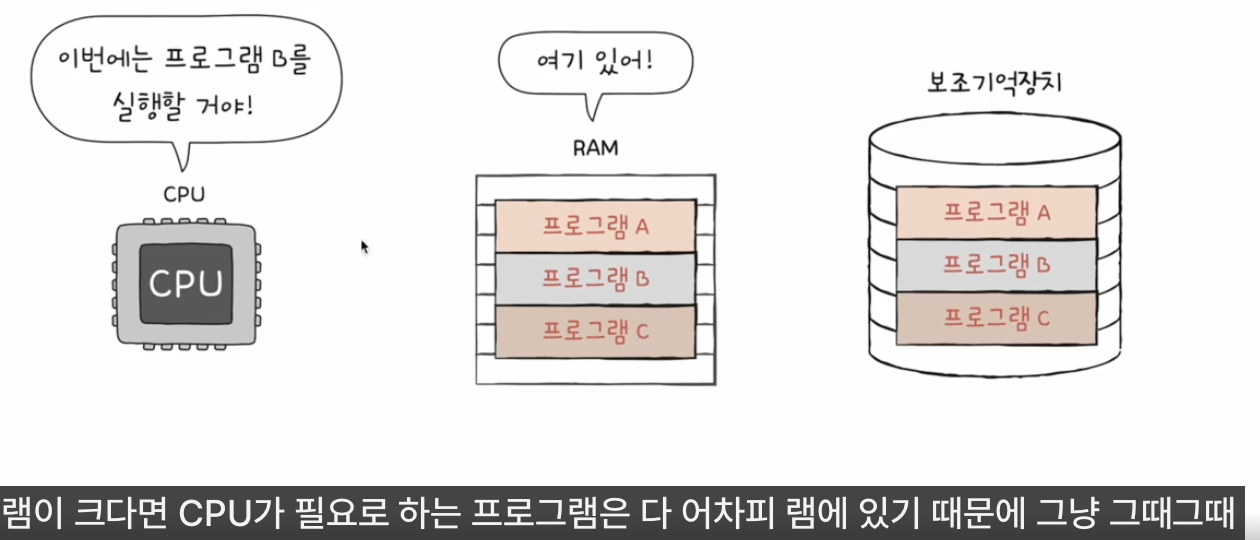 이번에는 프로그램 B를
실행할 거야!
CPU
CPU
여기 있어!
RAM
프로그램 A
프로그램 B
프로그램 C
보조기억장치
프로그램 A
프로그램 B
프로그램 C
램이 크다면 CPU가 필요로 하는 프로그램은 다 어차피 램에 있기 때문에 그냥 그때그때